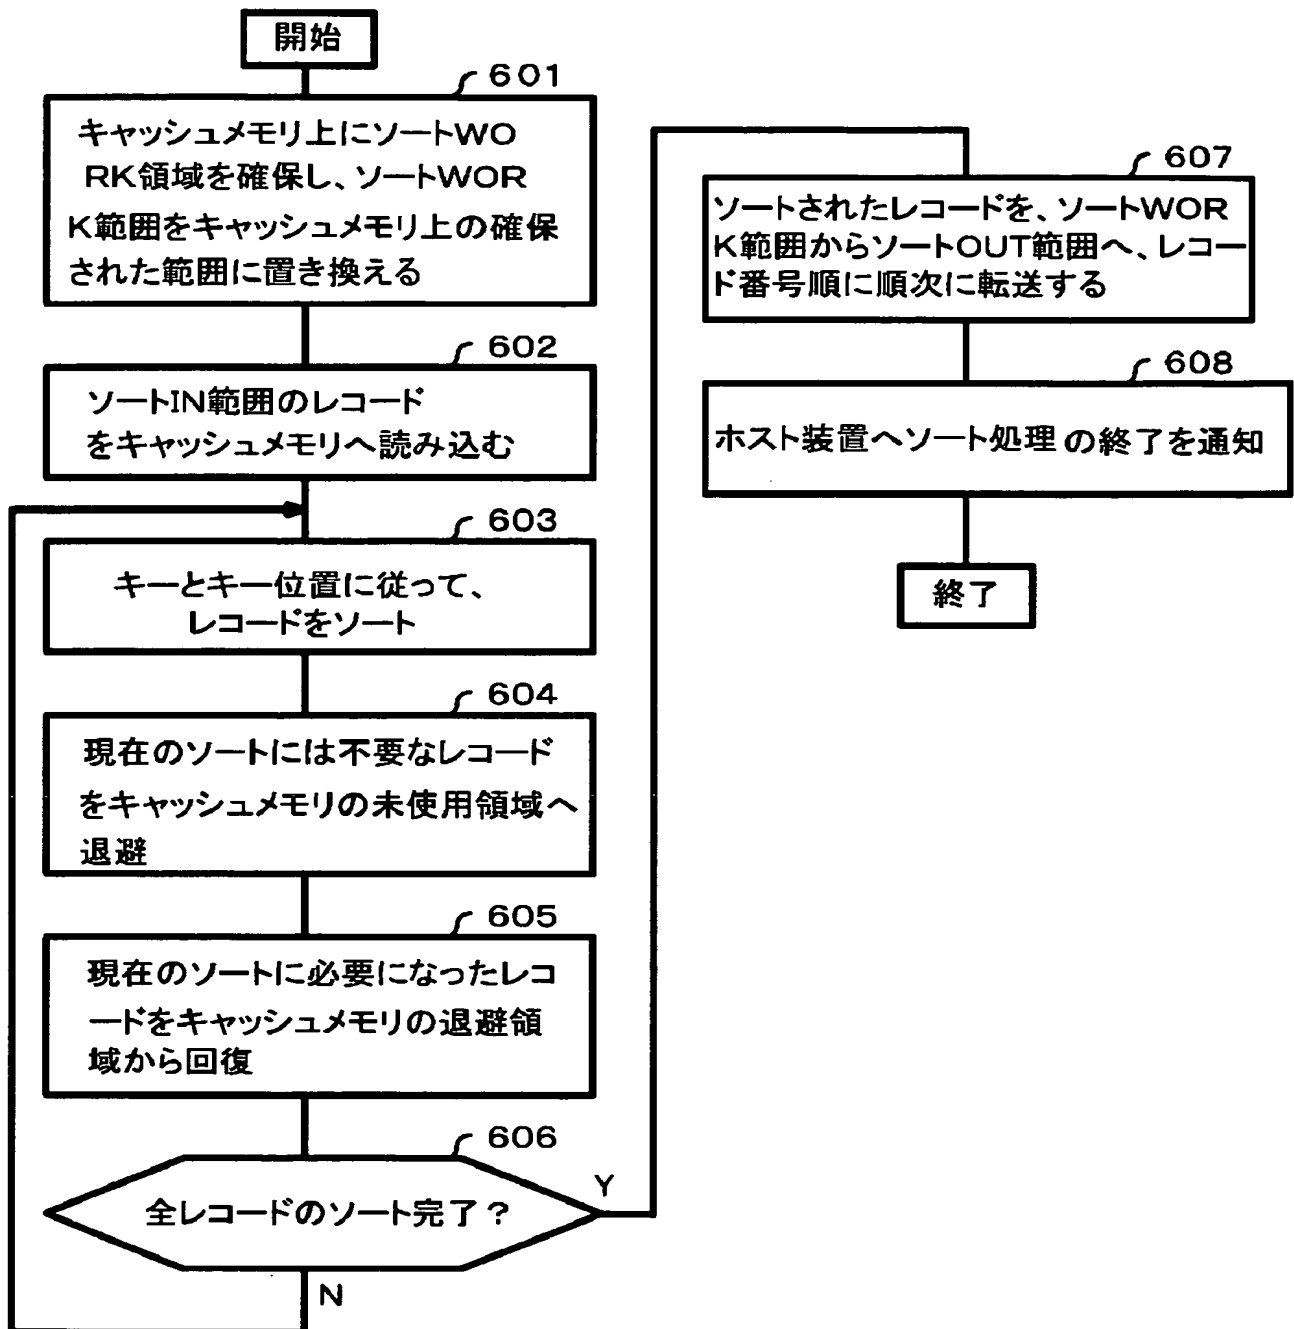 開始
601
キャッシュメモリ上にソートWO
RK領域を確保し、ソートWOR
K範囲をキャッシュメモリ上の確保
された範囲に置き換える
602
ソートIN範囲のレコード
をキャッシュメモリへ読み込む
603
キーとキー位置に従って、
レコードをソート
604
現在のソートには不要なレコード
をキャッシュメモリの未使用領域へ
退避
605
現在のソートに必要になったレコ
ードをキャッシュメモリの退避領
域から回復
606
全レコードのソート完了？
Y
N
607
ソートされたレコードを、ソートWOR
K範囲からソートOUT範囲へ、レコー
ド番号順に順次に転送する
608
ホスト装置へソート処理の終了を通知
終了